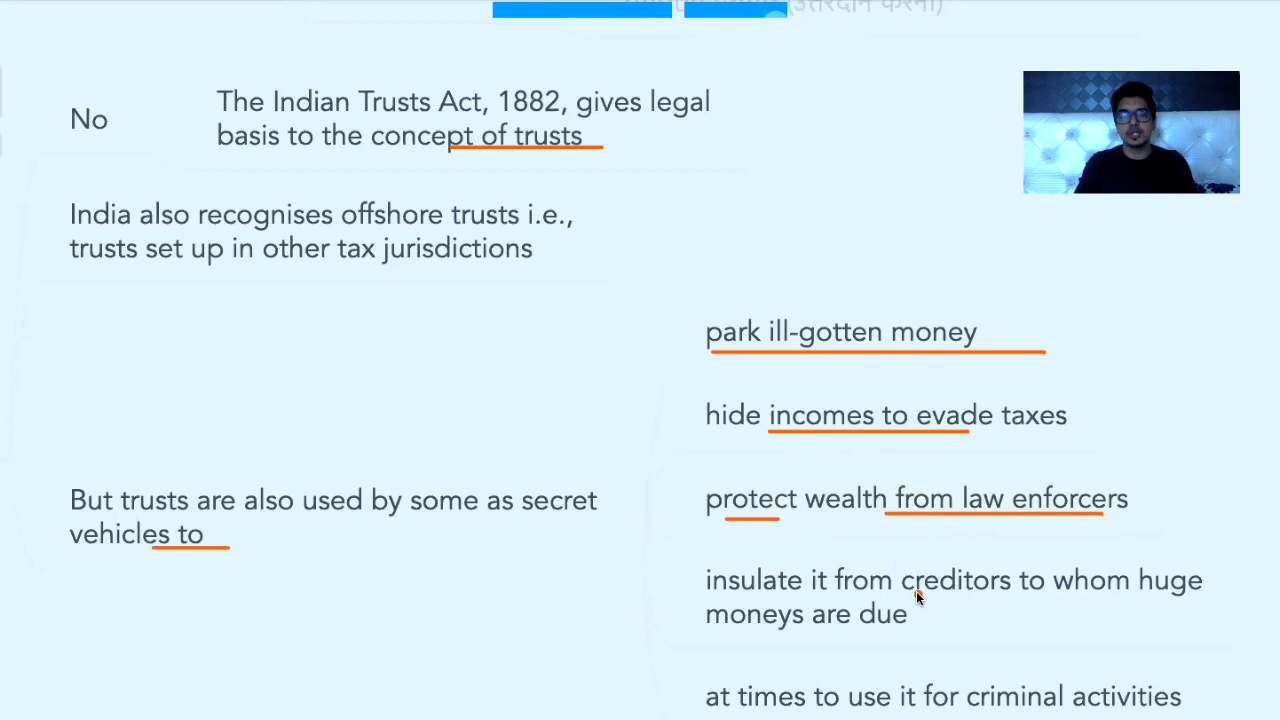 (उत्तरदान करना)
No
The Indian Trusts Act, 1882, gives legal
basis to the concept of trusts
India also recognises offshore trusts i.e.,
trusts set up in other tax jurisdictions
But trusts are also used by some as secret
vehicles to
park ill-gotten money
hide incomes to evade taxes
protect wealth from law enforcers
insulate it from creditors to whom huge
moneys are due
at times to use it for criminal activities